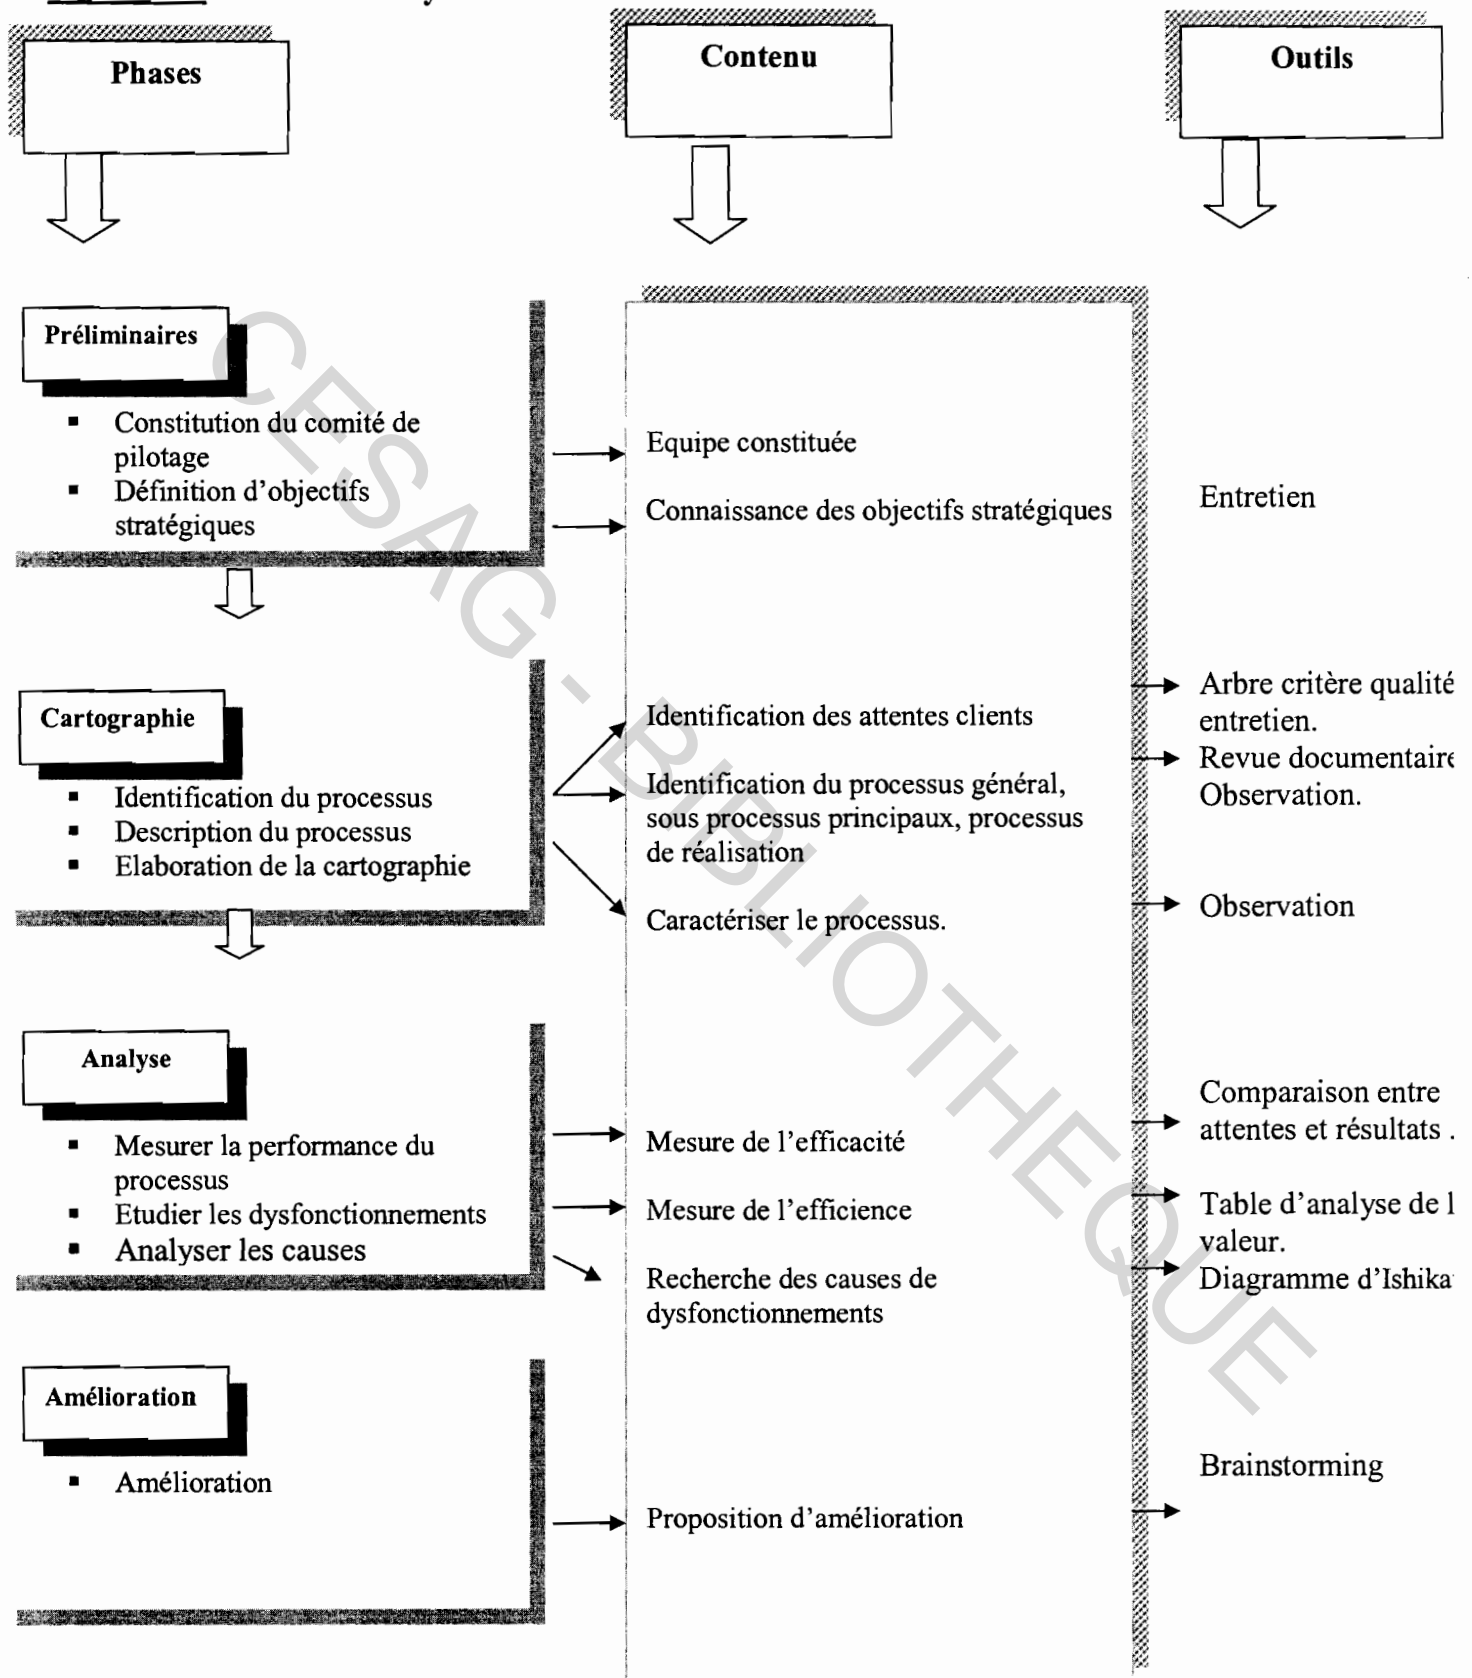 Phases
Contenu
Outils
Préliminaires
▪ Constitution du comité de
pilotage
▪ Définition d'objectifs
stratégiques
Equipe constituée
Connaissance des objectifs stratégiques
Entretien
Cartographie
▪ Identification du processus
▪ Description du processus
▪ Elaboration de la cartographie
Identification des attentes clients
Identification du processus général,
sous processus principaux, processus
de réalisation
Caractériser le processus.
Arbre critère qualité
entretien.
Revue documentaire
Observation.
Observation
Analyse
▪ Mesurer la performance du
processus
▪ Etudier les dysfonctionnements
▪ Analyser les causes
Mesure de l'efficacité
Mesure de l'efficience
Recherche des causes de
dysfonctionnements
Comparaison entre
attentes et résultats .
Table d'analyse de l
valeur.
Diagramme d'Ishika
Amélioration
▪ Amélioration
Proposition d'amélioration
Brainstorming
CESAG - BIBLIOTHEQUE